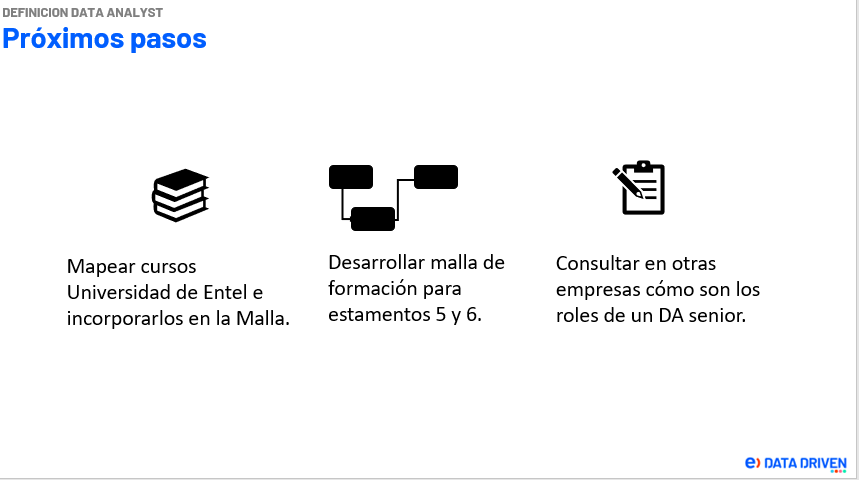 DEFINICION DATA ANALYST
Próximos pasos
Mapear cursos
Universidad de Entel e
incorporarlos en la Malla.
Desarrollar malla de
formación para
estamentos 5 y 6.
Consultar en otras
empresas cómo son los
roles de un DA senior.
e) DATA DRIVEN